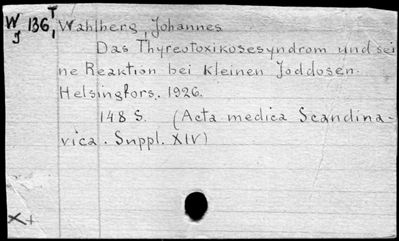 W 136, T Wahlberg, Johannes
J 1
Das Thyreotoxikosesyndrom und sei
ne Reaktion bei kleinen Joddosen.
Helsingfors. 1926.
148 S. (Acta medica Scandina-
vica. Suppl. XIV)
X+